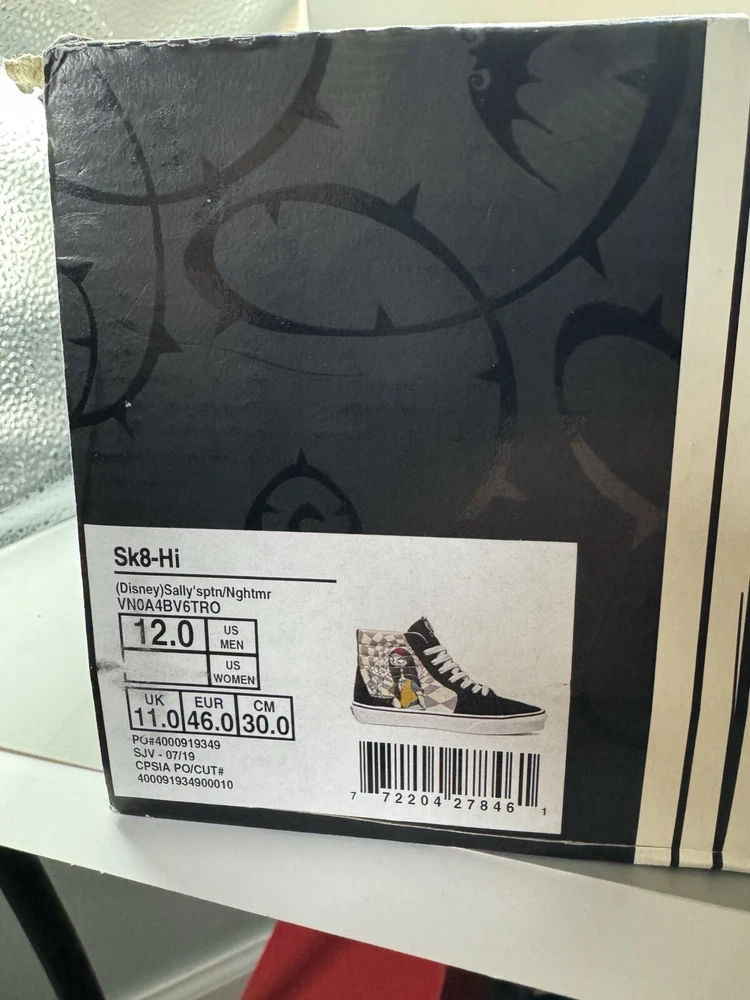 Sk8-Hi
(Disney)Sally'sptn/Nghtmr
VN0A4BV6TRO
12.0 US MEN
US WOMEN
UK 11.0 EUR 46.0 CM 30.0
PO#4000919349
SJV - 07/19
CPSIA PO/CUT#
400091934900010
7 72204 27846 1